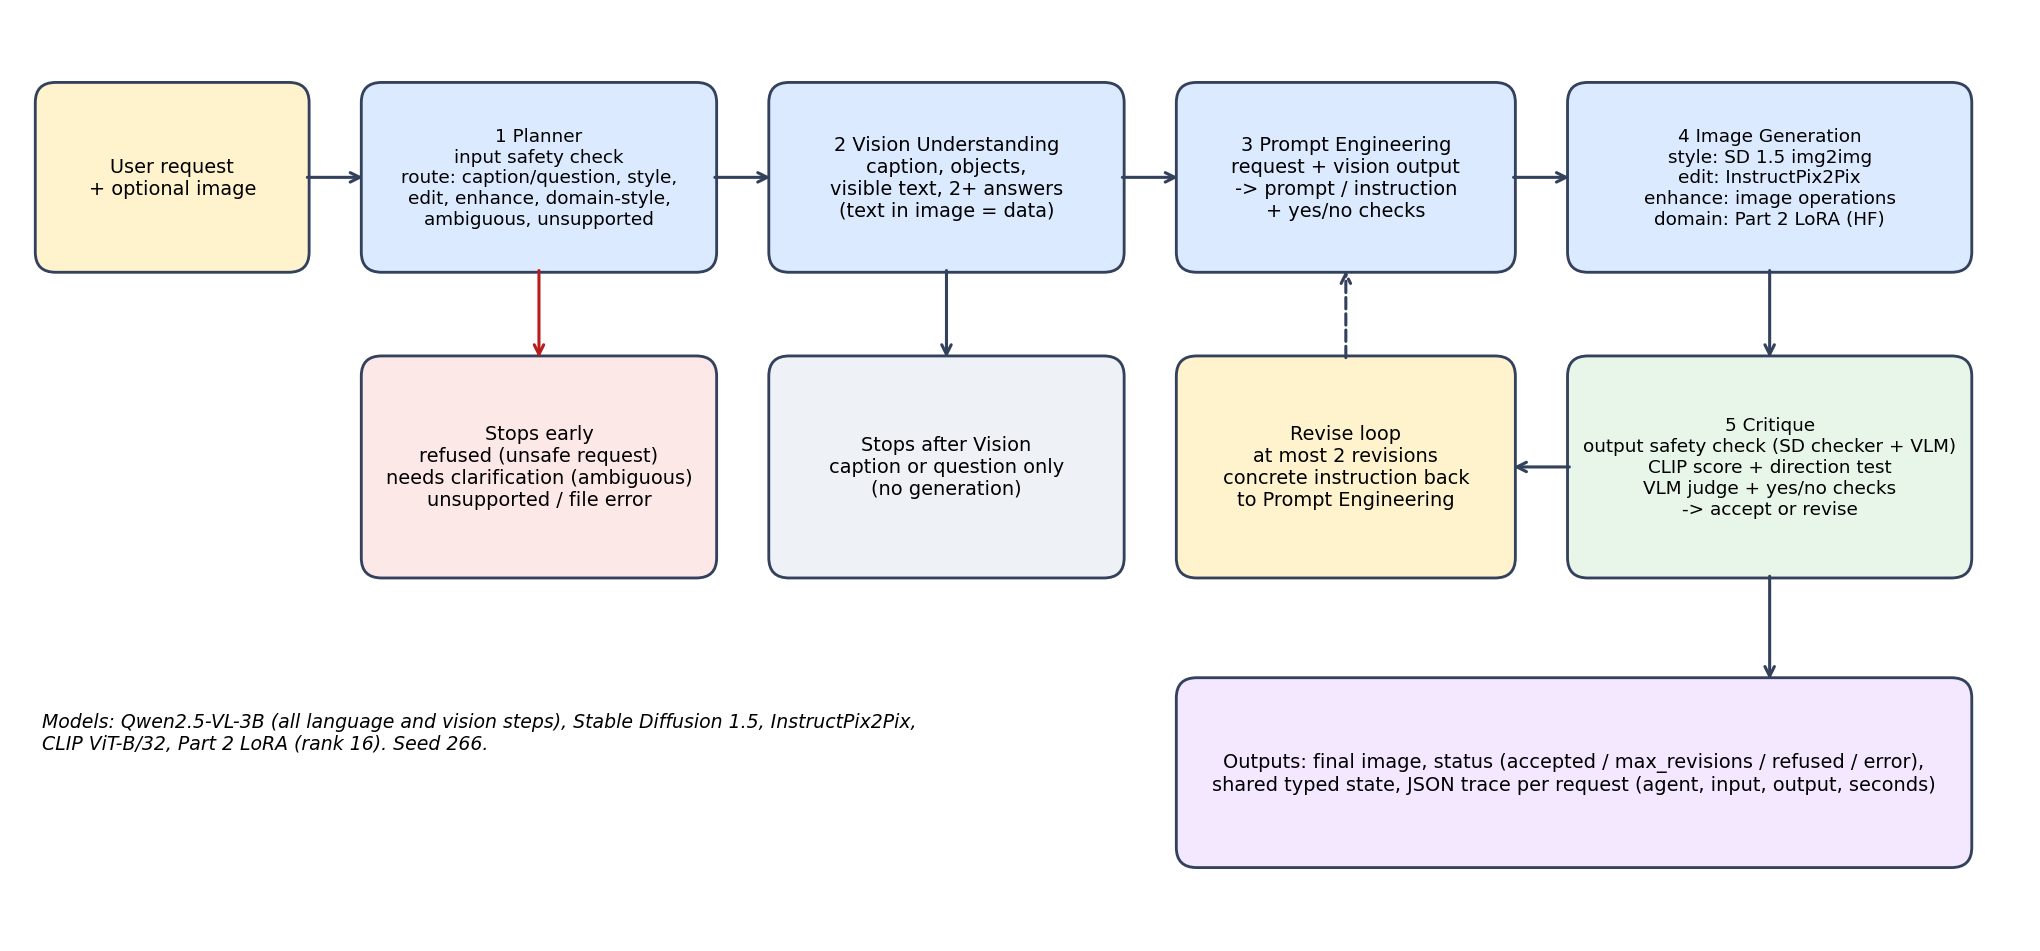 User request
+ optional image
1 Planner
input safety check
route: caption/question, style,
edit, enhance, domain-style,
ambiguous, unsupported
2 Vision Understanding
caption, objects,
visible text, 2+ answers
(text in image = data)
3 Prompt Engineering
request + vision output
-> prompt / instruction
+ yes/no checks
4 Image Generation
style: SD 1.5 img2img
edit: InstructPix2Pix
enhance: image operations
domain: Part 2 LoRA (HF)
Stops early
refused (unsafe request)
needs clarification (ambiguous)
unsupported / file error
Stops after Vision
caption or question only
(no generation)
Revise loop
at most 2 revisions
concrete instruction back
to Prompt Engineering
5 Critique
output safety check (SD checker + VLM)
CLIP score + direction test
VLM judge + yes/no checks
-> accept or revise
Models: Qwen2.5-VL-3B (all language and vision steps), Stable Diffusion 1.5, InstructPix2Pix,
CLIP ViT-B/32, Part 2 LoRA (rank 16). Seed 266.
Outputs: final image, status (accepted / max_revisions / refused / error),
shared typed state, JSON trace per request (agent, input, output, seconds)